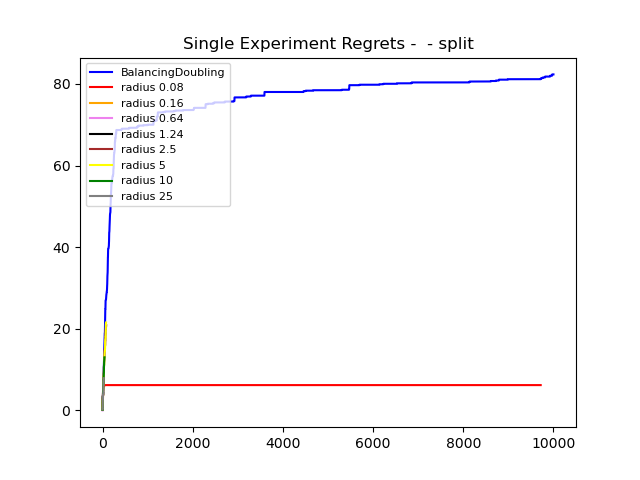 Single Experiment Regrets -  - split
BalancingDoubling
radius 0.08
radius 0.16
radius 0.64
radius 1.24
radius 2.5
radius 5
radius 10
radius 25
80
60
40
20
0
0 2000 4000 6000 8000 10000